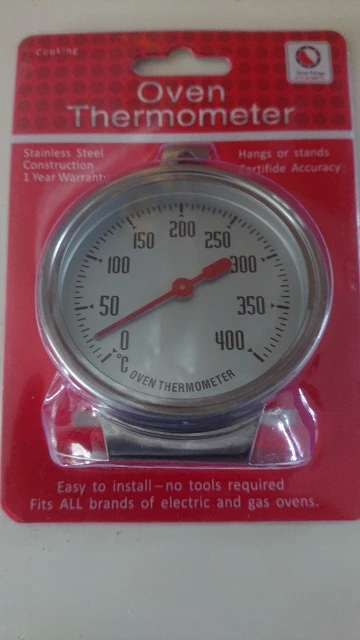 Cooking
Oven
Thermometer
Stainless Steel
Construction
1 Year Warranty
Hangs or stands
Certifide Accuracy
200
150
250
100
300
50
350
0
400
°C
OVEN THERMOMETER
Easy to install – no tools required
Fits ALL brands of electric and gas ovens.